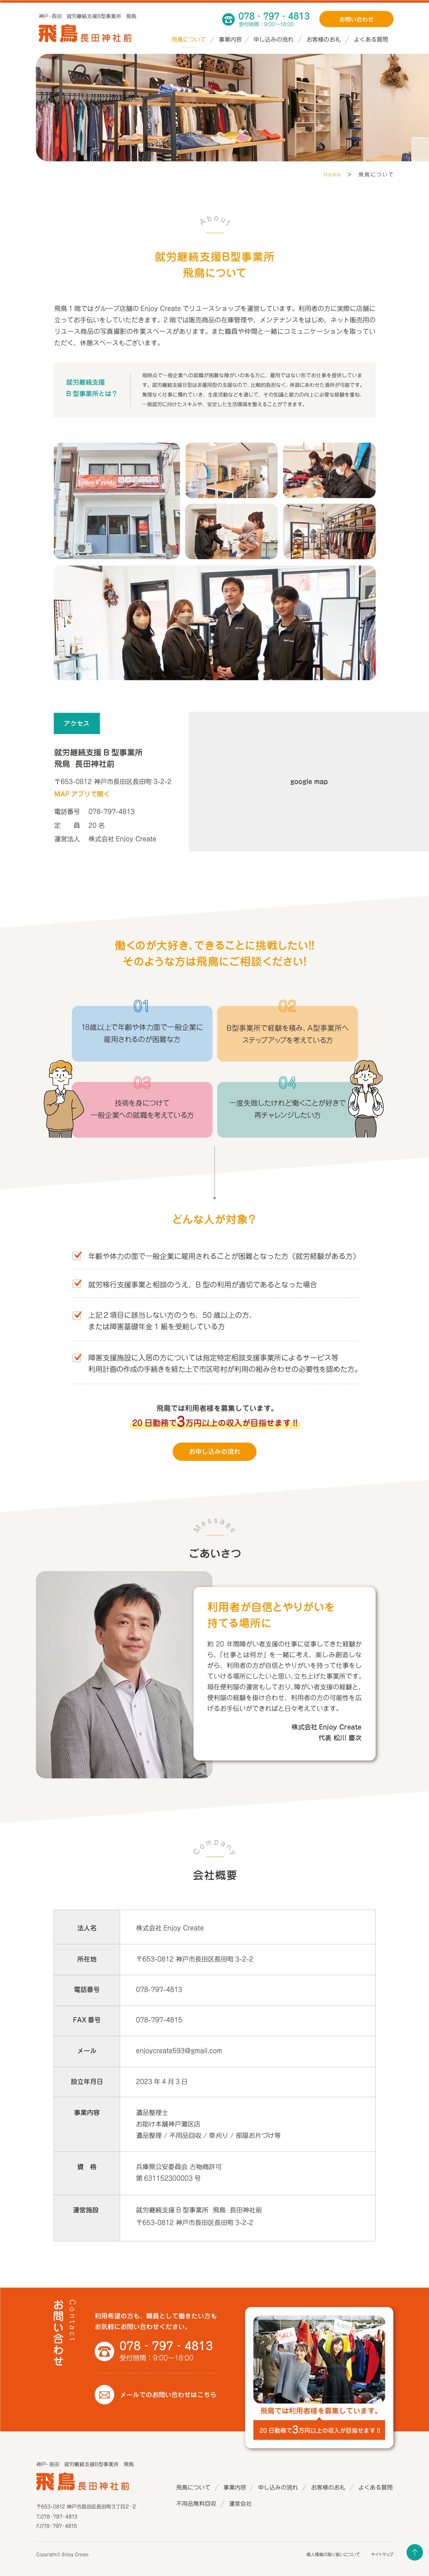 神戸・長田　就労継続支援B型事業所　飛鳥
飛鳥 長田神社前
078‐797‐4813
受付時間：9:00〜18:00
お問い合わせ
飛鳥について ／ 事業内容 ／ 申し込みの流れ ／ お客様のお礼 ／ よくある質問
Home ＞ 飛鳥について
About
就労継続支援B型事業所
飛鳥について
飛鳥１階ではグループ店舗の Enjoy Create でリユースショップを運営しています。利用者の方に実際に店舗に
立ってお手伝いをしていただきます。２階では販売商品の在庫管理や、メンテナンスをはじめ、ネット販売用の
リユース商品の写真撮影の作業スペースがあります。また職員や仲間と一緒にコミュニケーションを取ってい
ただく、休憩スペースもございます。
就労継続支援
B 型事業所とは？
現時点で一般企業への就職が困難な障がいのある方に、雇用ではない形でお仕事を提供していま
す。就労継続支援B型は非雇用型の支援なので、比較的負担なく、体調にあわせた通所が可能です。
無理なく仕事に慣れていき、生産活動などを通じて、その知識と能力の向上に必要な経験を重ね、
一般就労に向けたスキルや、安定した生活環境を整えることができます。
Enjoy Create
アクセス
就労継続支援 B 型事業所
飛鳥 長田神社前
〒653-0812 神戸市長田区長田町 3-2-2
MAP アプリで開く
電話番号　078-797-4813
定　　員　20 名
運営法人　株式会社 Enjoy Create
google map
働くのが大好き、できることに挑戦したい!!
そのような方は飛鳥にご相談ください!
01
18歳以上で年齢や体力面で一般企業に
雇用されるのが困難な方
02
B型事業所で経験を積み、A型事業所へ
ステップアップを考えている方
03
技術を身につけて
一般企業への就職を考えている方
04
一度失敗したけれど働くことが好きで
再チャレンジしたい方
どんな人が対象？
年齢や体力の面で一般企業に雇用されることが困難となった方（就労経験がある方）
就労移行支援事業と相談のうえ、B 型の利用が適切であるとなった場合
上記２項目に該当しない方のうち、50 歳以上の方、
または障害基礎年金 1 級を受給している方
障害支援施設に入居の方については指定特定相談支援事業所によるサービス等
利用計画の作成の手続きを経た上で市区町村が利用の組み合わせの必要性を認めた方。
飛鳥では利用者様を募集しています。
20 日勤務で3万円以上の収入が目指せます!!
お申し込みの流れ
Message
ごあいさつ
利用者が自信とやりがいを
持てる場所に
約 20 年間障がい者支援の仕事に従事してきた経験か
ら、「仕事とは何か」を一緒に考え、楽しみ創造しな
がら、利用者の方が自信とやりがいを持って仕事をし
ていける場所にしたいと思い、立ち上げた事業所です。
現在便利屋の運営もしており、障がい者支援の経験と、
便利屋の経験を掛け合わせ、利用者の方の可能性を広
げるお手伝いができればと日々考えています。
株式会社 Enjoy Create
代表 松川 慶次
Company
会社概要
法人名　株式会社 Enjoy Create
所在地　〒653-0812 神戸市長田区長田町 3-2-2
電話番号　078-797-4813
FAX 番号　078-797-4815
メール　enjoycreate593@gmail.com
設立年月日　2023 年 4 月 3 日
事業内容　遺品整理士
お助け本舗神戸灘区店
遺品整理 / 不用品回収 / 草刈り / 部屋お片づけ等
資　格　兵庫県公安委員会 古物商許可
第 631152300003 号
運営施設　就労継続支援 B 型事業所 飛鳥 長田神社前
〒653-0812 神戸市長田区長田町 3-2-2
Contact
お問い合わせ
利用希望の方も、職員として働きたい方も
お気軽にお問い合わせください。
078‐797‐4813
受付時間：9:00〜18:00
メールでのお問い合わせはこちら
SALL
飛鳥では利用者様を募集しています。
20 日勤務で3万円以上の収入が目指せます!!
神戸・長田　就労継続支援B型事業所　飛鳥
飛鳥 長田神社前
〒653-0812 神戸市長田区長田町３丁目２-２
T.078-797-4813
F.078-797-4815
飛鳥について ／ 事業内容 ／ 申し込みの流れ ／ お客様のお礼 ／ よくある質問
不用品無料回収 ／ 運営会社
Copyright© Enjoy Create
個人情報の取り扱いについて　サイトマップ